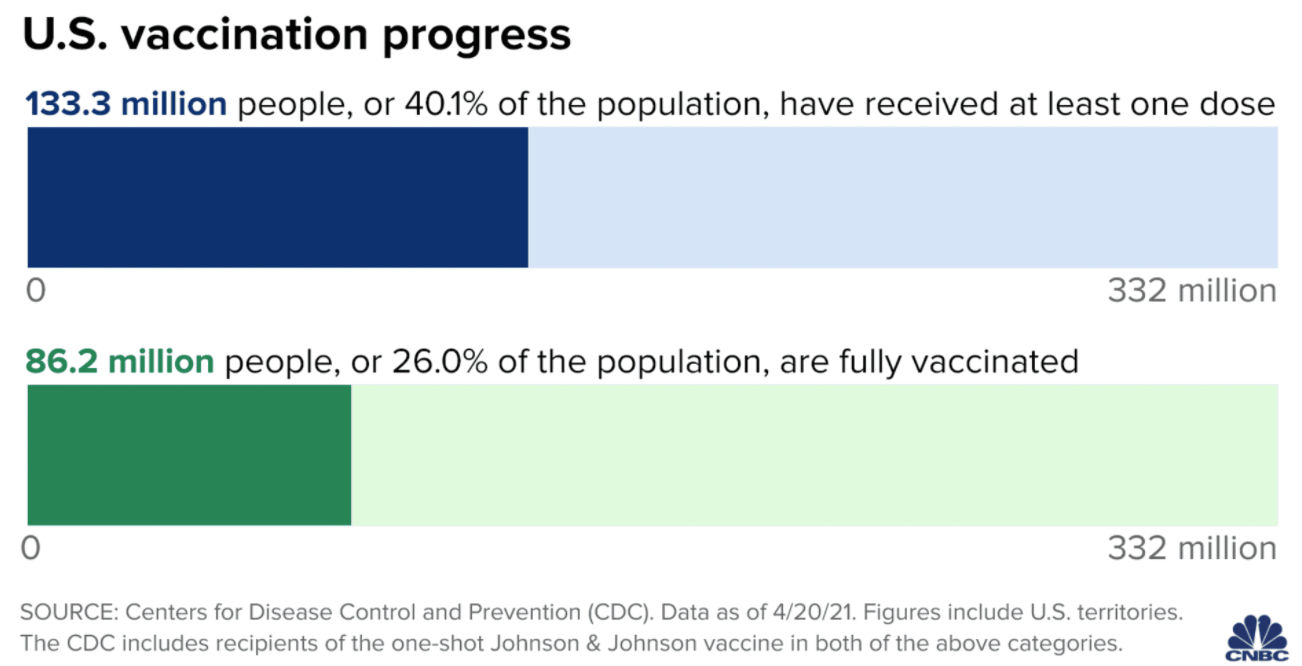 U.S. vaccination progress
133.3 million people, or 40.1% of the population, have received at least one dose
0
332 million
86.2 million people, or 26.0% of the population, are fully vaccinated
0
332 million
SOURCE: Centers for Disease Control and Prevention (CDC). Data as of 4/20/21. Figures include U.S. territories.
The CDC includes recipients of the one-shot Johnson & Johnson vaccine in both of the above categories.
CNBC